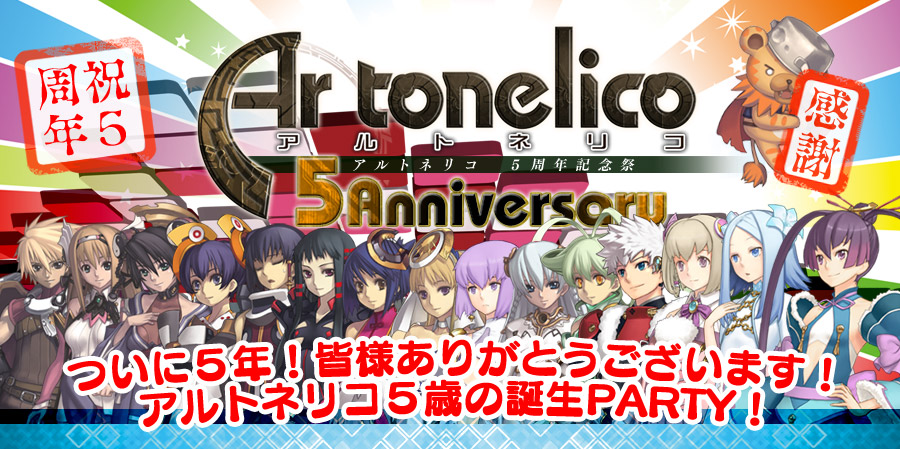 祝5周年
Ar tonelico
アルトネリコ
アルトネリコ 5周年記念祭
5Anniversary
感謝
ついに5年!皆様ありがとうございます!
アルトネリコ5歳の誕生PARTY!